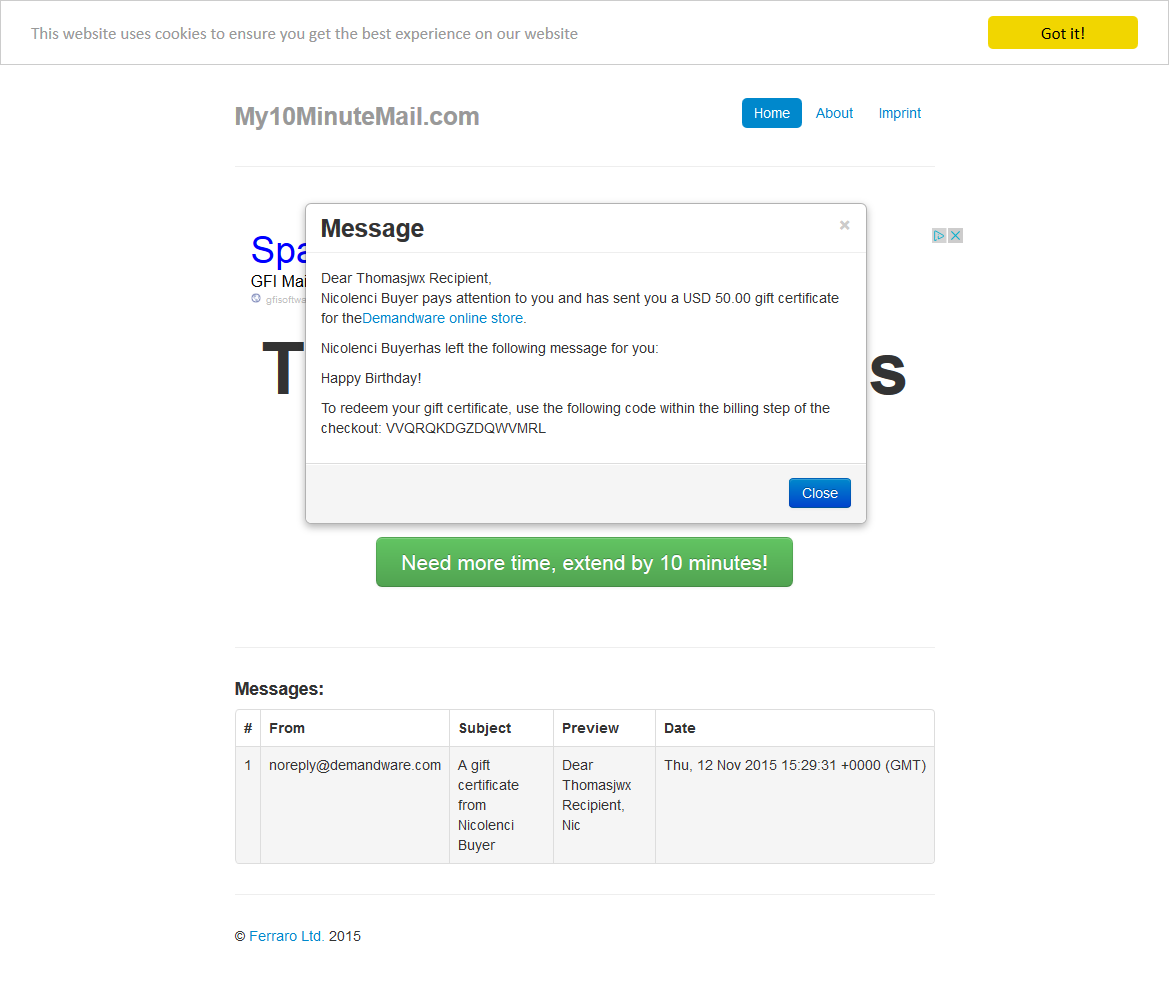 This website uses cookies to ensure you get the best experience on our website
Got it!
My10MinuteMail.com
Home
About
Imprint
GFI
Message
×
Dear Thomasjwx Recipient,
Nicolenci Buyer pays attention to you and has sent you a USD 50.00 gift certificate
for theDemandware online store.
Nicolenci Buyerhas left the following message for you:
Happy Birthday!
To redeem your gift certificate, use the following code within the billing step of the
checkout: VVQRQKDGZDQWVMRL
Close
Need more time, extend by 10 minutes!
Messages:
# From Subject Preview Date
1 noreply@demandware.com A gift Dear Thu, 12 Nov 2015 15:29:31 +0000 (GMT)
certificate Thomasjwx
from Recipient,
Nicolenci Nic
Buyer
© Ferraro Ltd. 2015